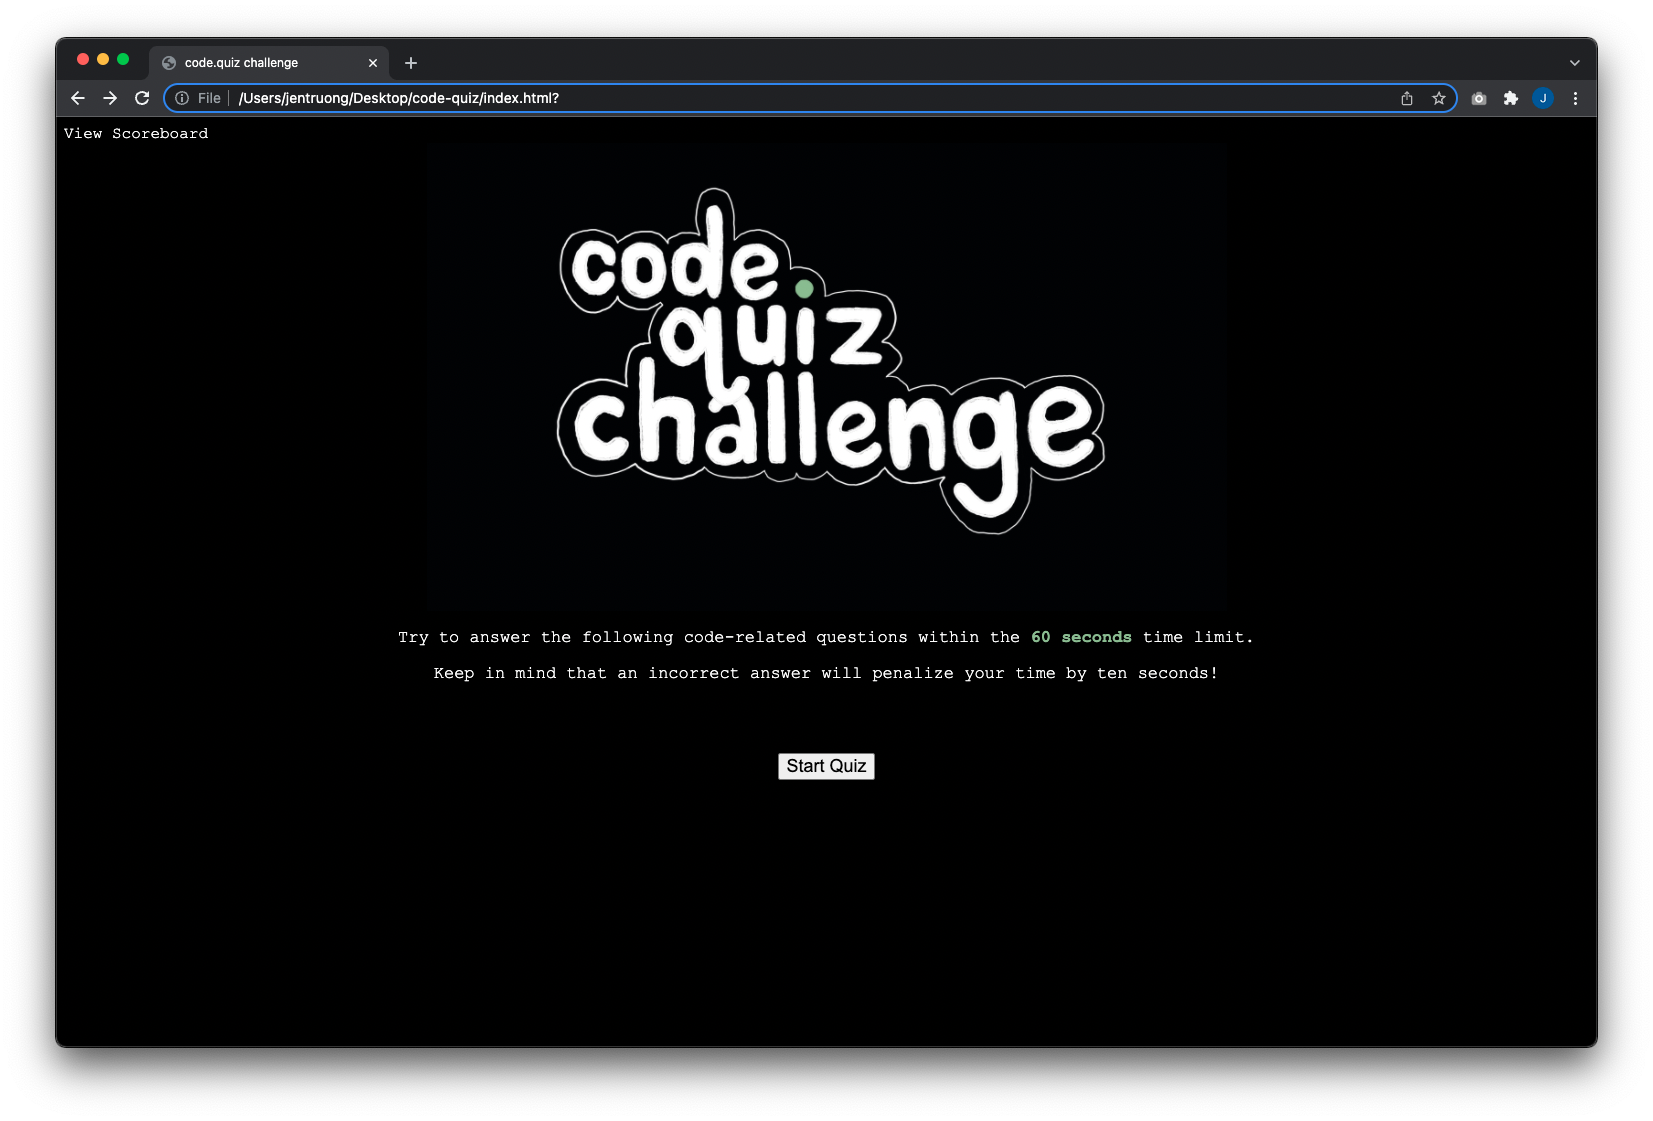 code.quiz challenge
File
/Users/jentruong/Desktop/code-quiz/index.html?
J
View Scoreboard
code.
quiz
challenge
Try to answer the following code-related questions within the 60 seconds time limit.
Keep in mind that an incorrect answer will penalize your time by ten seconds!
Start Quiz